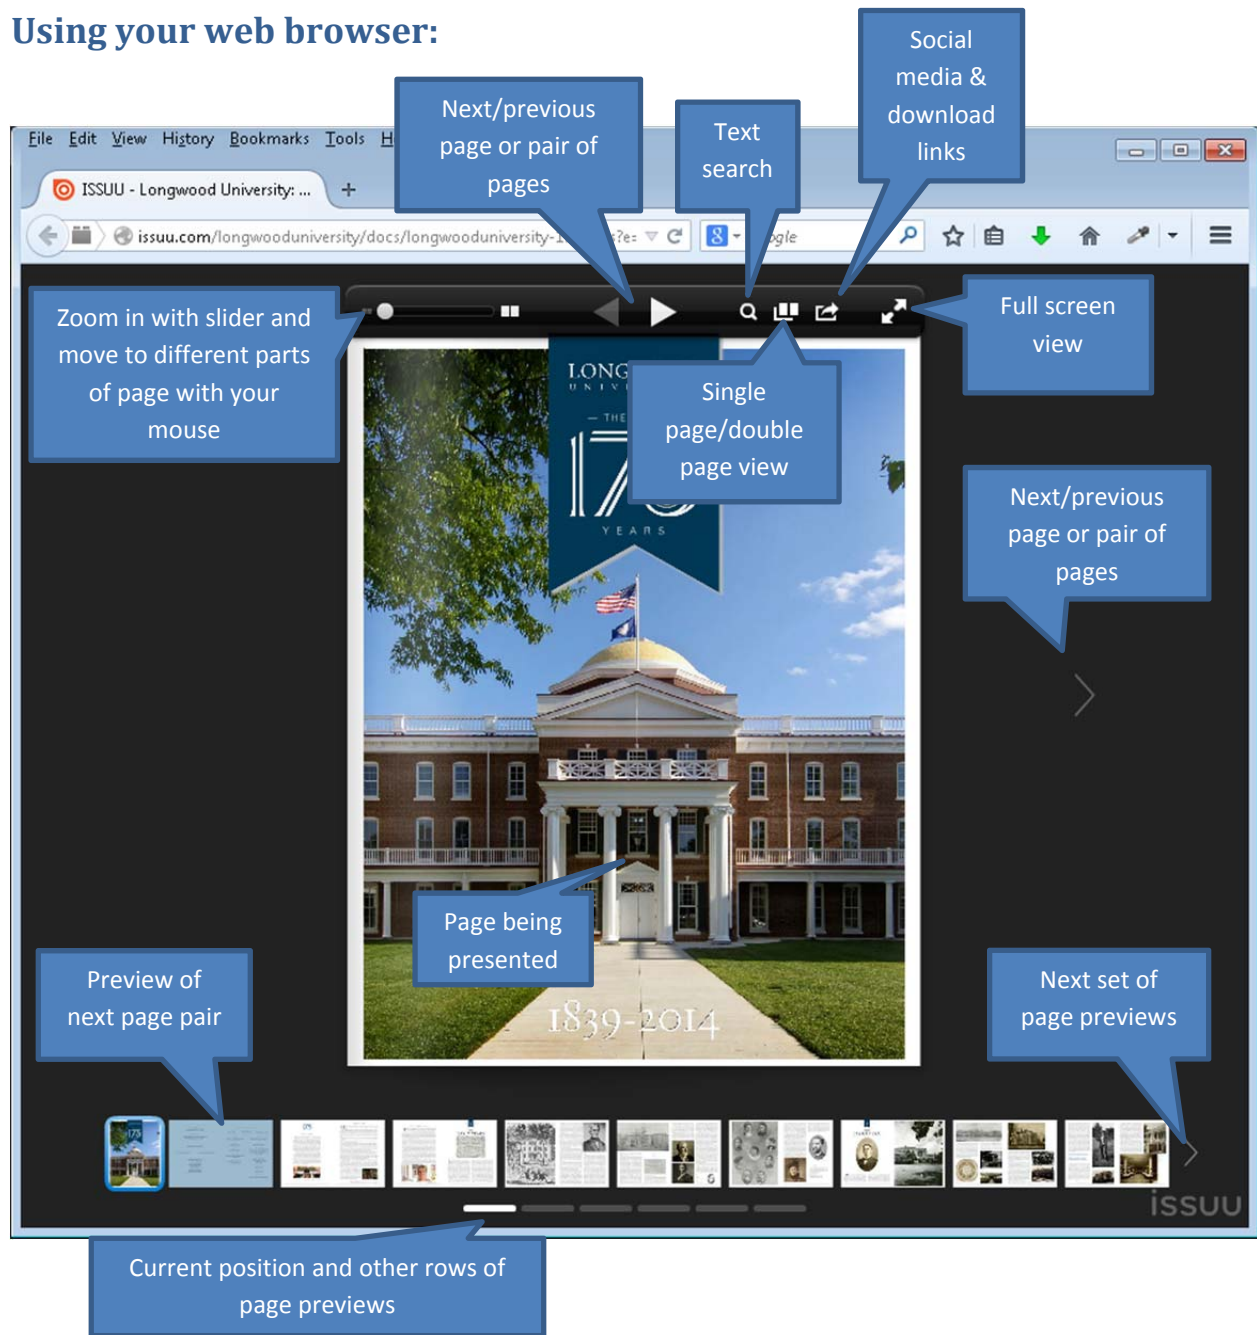 Using your web browser:
Social
media &
download
links
Next/previous
page or pair of
pages
Text
search
File Edit View History Bookmarks Tools
ISSUU - Longwood University: ... +
issuu.com/longwooduniversity/docs/longwooduniversity-
Zoom in with slider and
move to different parts
of page with your
mouse
Full screen
view
LONG
UNIV
— THE
Single
page/double
page view
175
YEARS
Next/previous
page or pair of
pages
Page being
presented
Preview of
next page pair
Next set of
page previews
1839-2014
175
issuu
Current position and other rows of
page previews